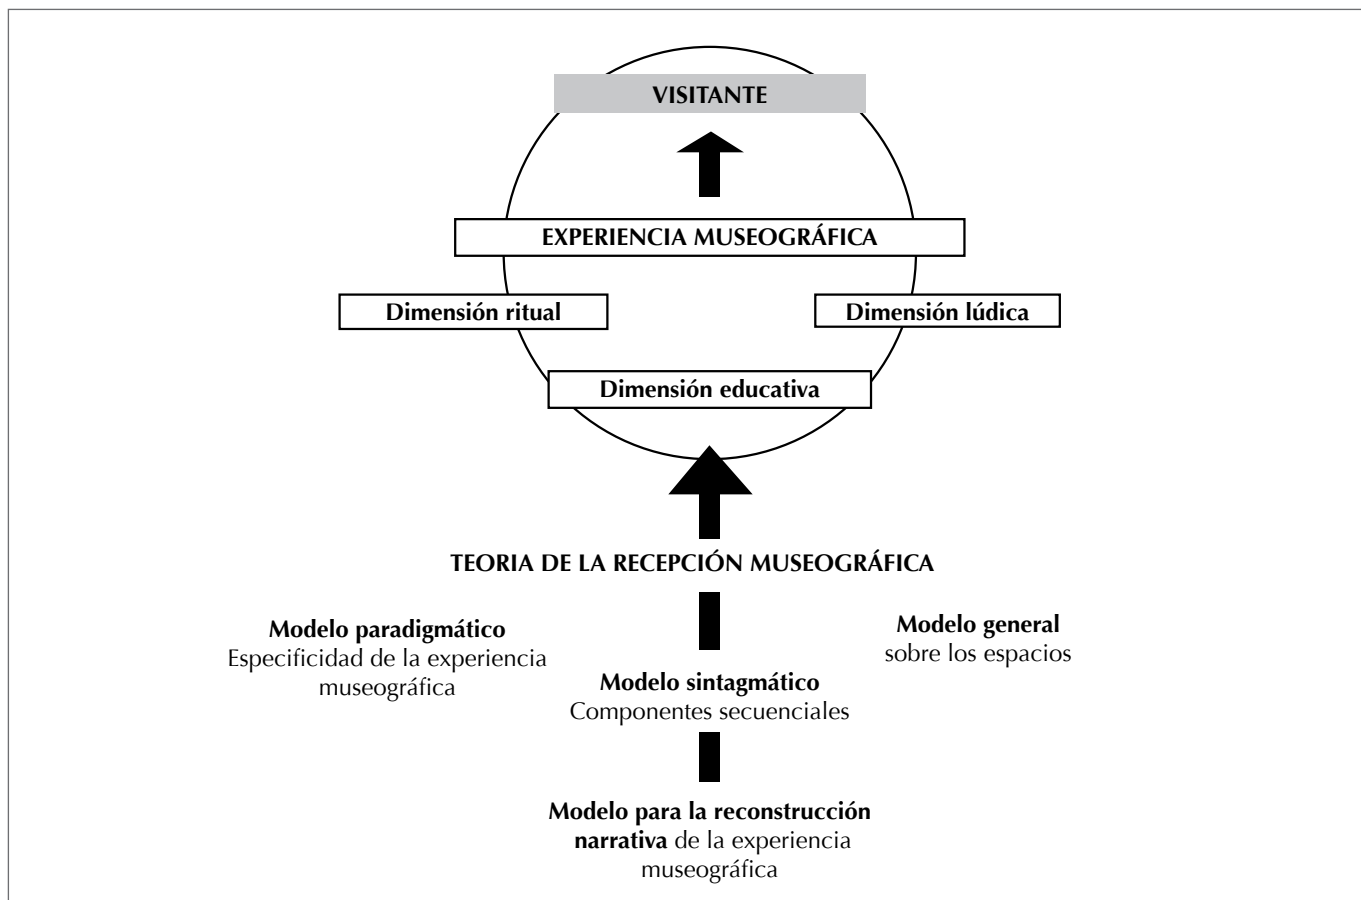 VISITANTE
EXPERIENCIA MUSEOGRÁFICA
Dimensión ritual
Dimensión lúdica
Dimensión educativa
TEORIA DE LA RECEPCIÓN MUSEOGRÁFICA
Modelo paradigmático
Especificidad de la experiencia
museográfica
Modelo general
sobre los espacios
Modelo sintagmático
Componentes secuenciales
Modelo para la reconstrucción
narrativa de la experiencia
museográfica